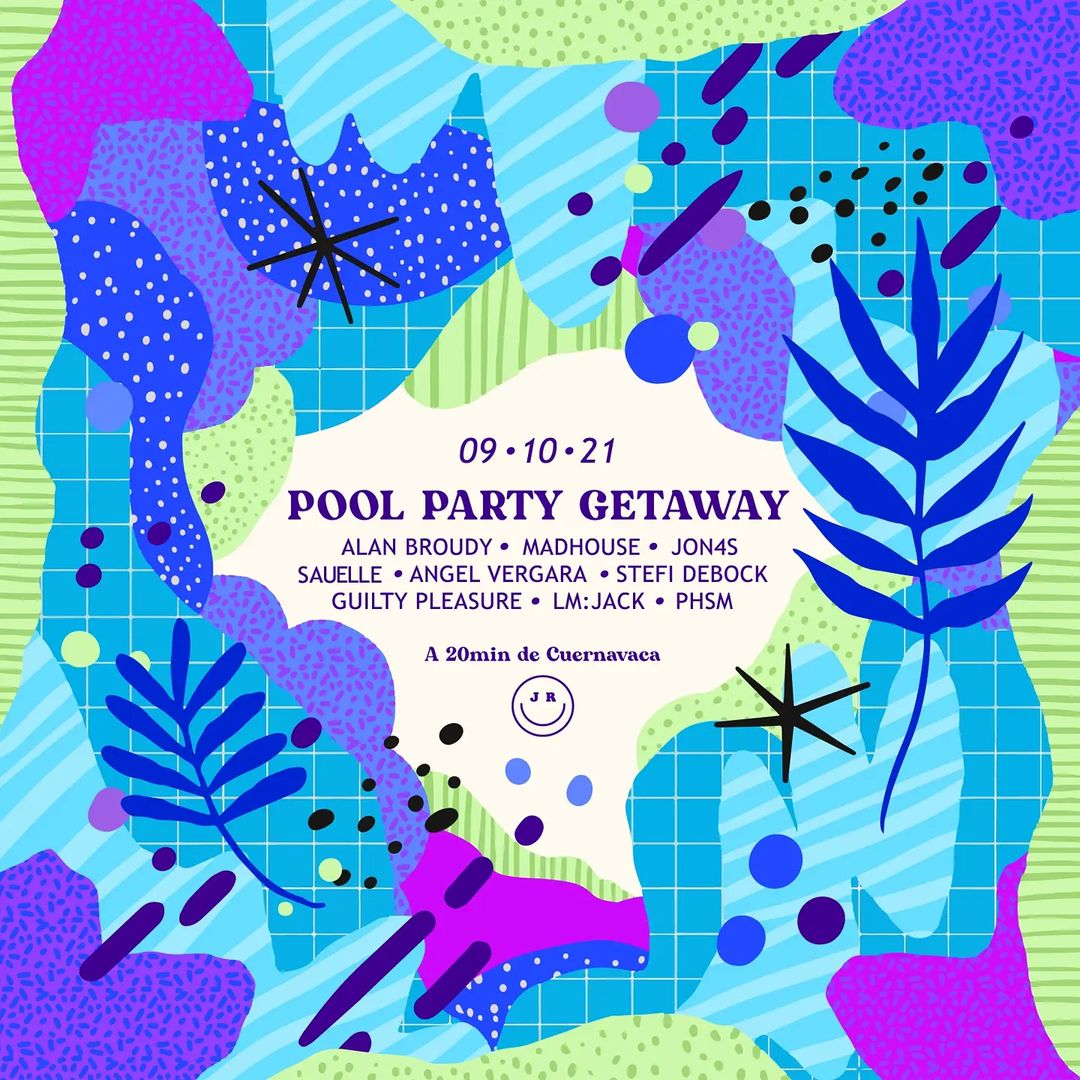 09•10•21
POOL PARTY GETAWAY
ALAN BROUDY • MADHOUSE • JON4S
SAUELLE • ANGEL VERGARA • STEFI DEBOCK
GUILTY PLEASURE • LM:JACK • PHSM
A 20min de Cuernavaca
J R